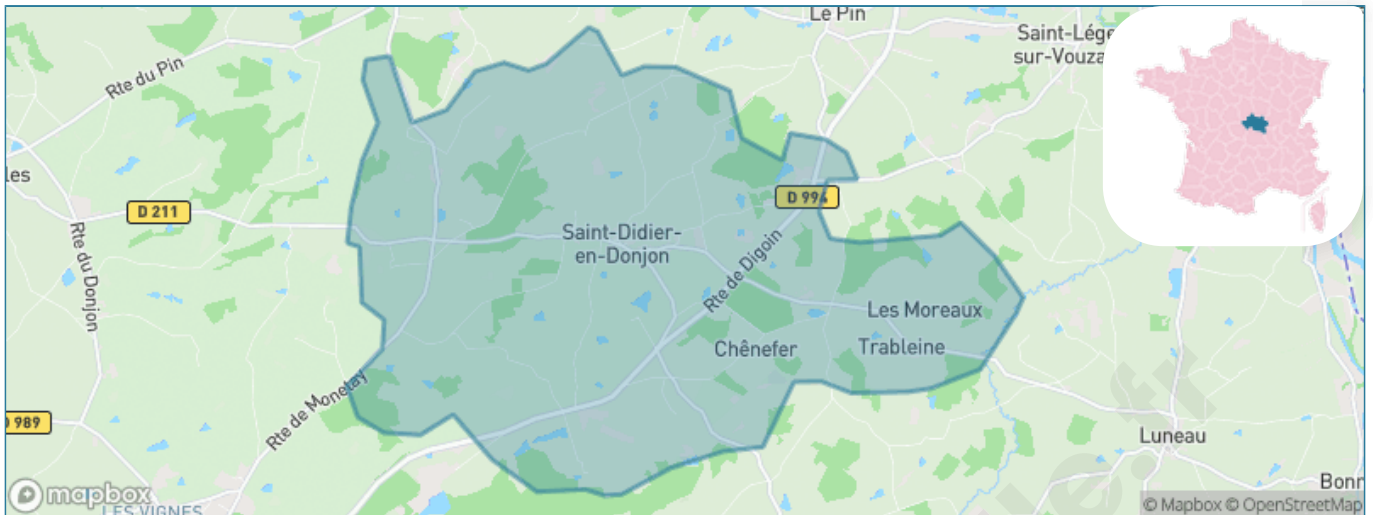 Le Pin
Saint-Lége
sur-Vouza
Rte du Pin
les
D 211
D 994
Rte du Donjon
Saint-Didier-
en-Donjon
Rte de Digoin
Les Moreaux
Chênefer
Trableine
Rte de Monetay
989
Luneau
Bonn
mapbox
LES VIGNES
© Mapbox © OpenStreetMap